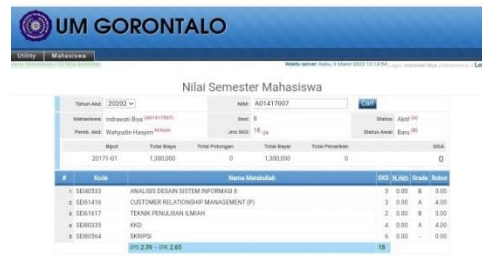 UM GORONTALO
Utility Mahasiswa
Nilai Semester Mahasiswa
Tahun Akd: 20202 NIM: A01417007 Cari
Mahasiswa: Indrawati Biya (A01417007) Sesi: 8 Status: Aktif (A)
Pemb. Akd: Wahyudin Hasyim Jml SKS: 18 Status Awal: Baru (B)
Bipot Total Biaya Total Potongan Total Bayar Total Penarikan SISA
20171-G1 1,300,000 0 1,300,000 0 0
# Kode Nama Matakuliah SKS N.Akh Grade Bobot
1 SEI40533 ANALISIS DESAIN SISTEM INFORMASI II 3 0.00 B 3.00
2 SEI61416 CUSTOMER RELATIONSHIP MANAGEMENT (P) 3 0.00 A 4.00
3 SEI61617 TEKNIK PENULISAN ILMIAH 2 0.00 B 3.00
4 SEI80335 KKD 4 0.00 A 4.00
5 SEI80564 SKRIPSI 6 0.00 - 0.00
IPS 2.39 - IPK 2.65 18